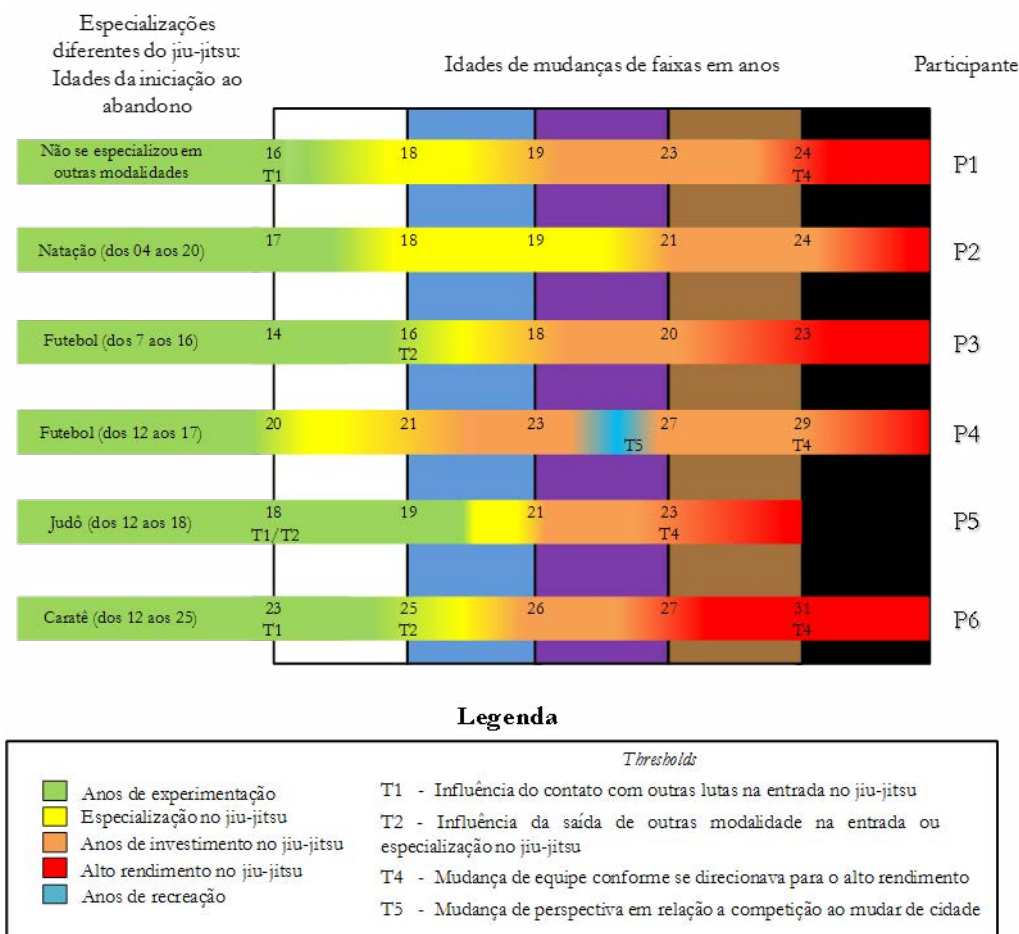 Especializações
diferentes do jiu-jitsu:
Idades da iniciação ao
abandono
Idades de mudanças de faixas em anos
Participante
Não se especializou em
outras modalidades
16 18 19 23 24
T1 T4
P1
Natação (dos 04 aos 20)
17 18 19 21 24
P2
Futebol (dos 7 aos 16)
14 16 18 20 23
T2
P3
Futebol (dos 12 aos 17)
20 21 23 27 29
T5 T4
P4
Judô (dos 12 aos 18)
18 19 21 23
T1/T2 T4
P5
Caratê (dos 12 aos 25)
23 25 26 27 31
T1 T2 T4
P6
Legenda
Anos de experimentação
Especialização no jiu-jitsu
Anos de investimento no jiu-jitsu
Alto rendimento no jiu-jitsu
Anos de recreação
Thresholds
T1 - Influência do contato com outras lutas na entrada no jiu-jitsu
T2 - Influência da saída de outras modalidade na entrada ou
especialização no jiu-jitsu
T4 - Mudança de equipe conforme se direcionava para o alto rendimento
T5 - Mudança de perspectiva em relação a competição ao mudar de cidade